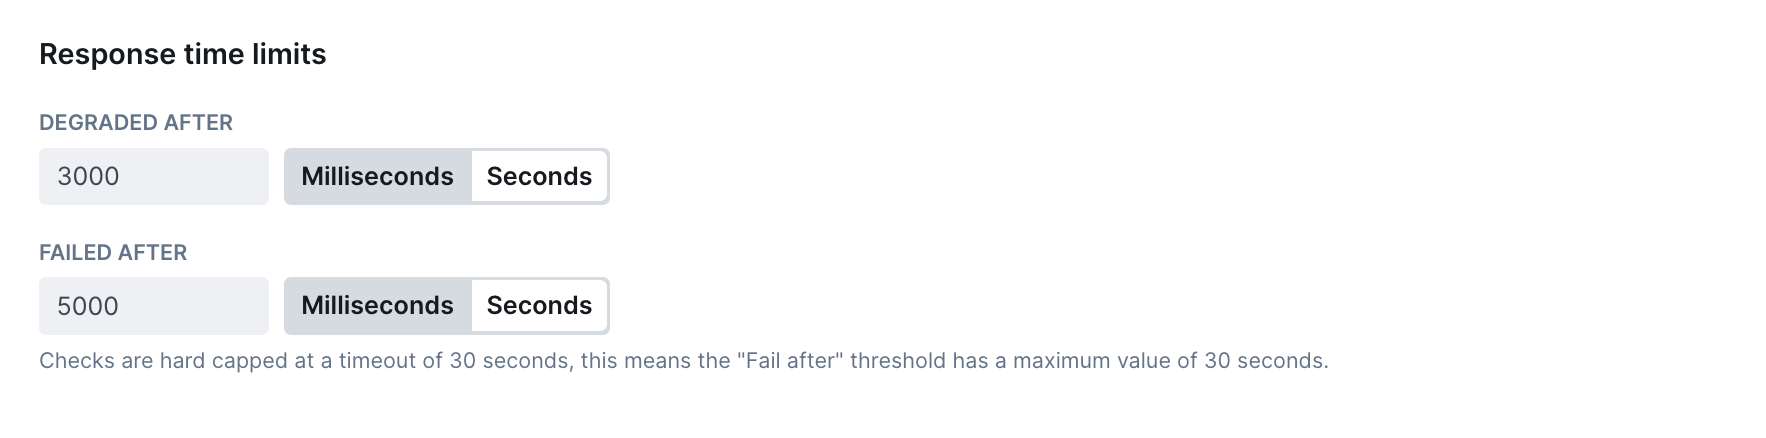 Response time limits
DEGRADED AFTER
3000 Milliseconds Seconds
FAILED AFTER
5000 Milliseconds Seconds
Checks are hard capped at a timeout of 30 seconds, this means the "Fail after" threshold has a maximum value of 30 seconds.